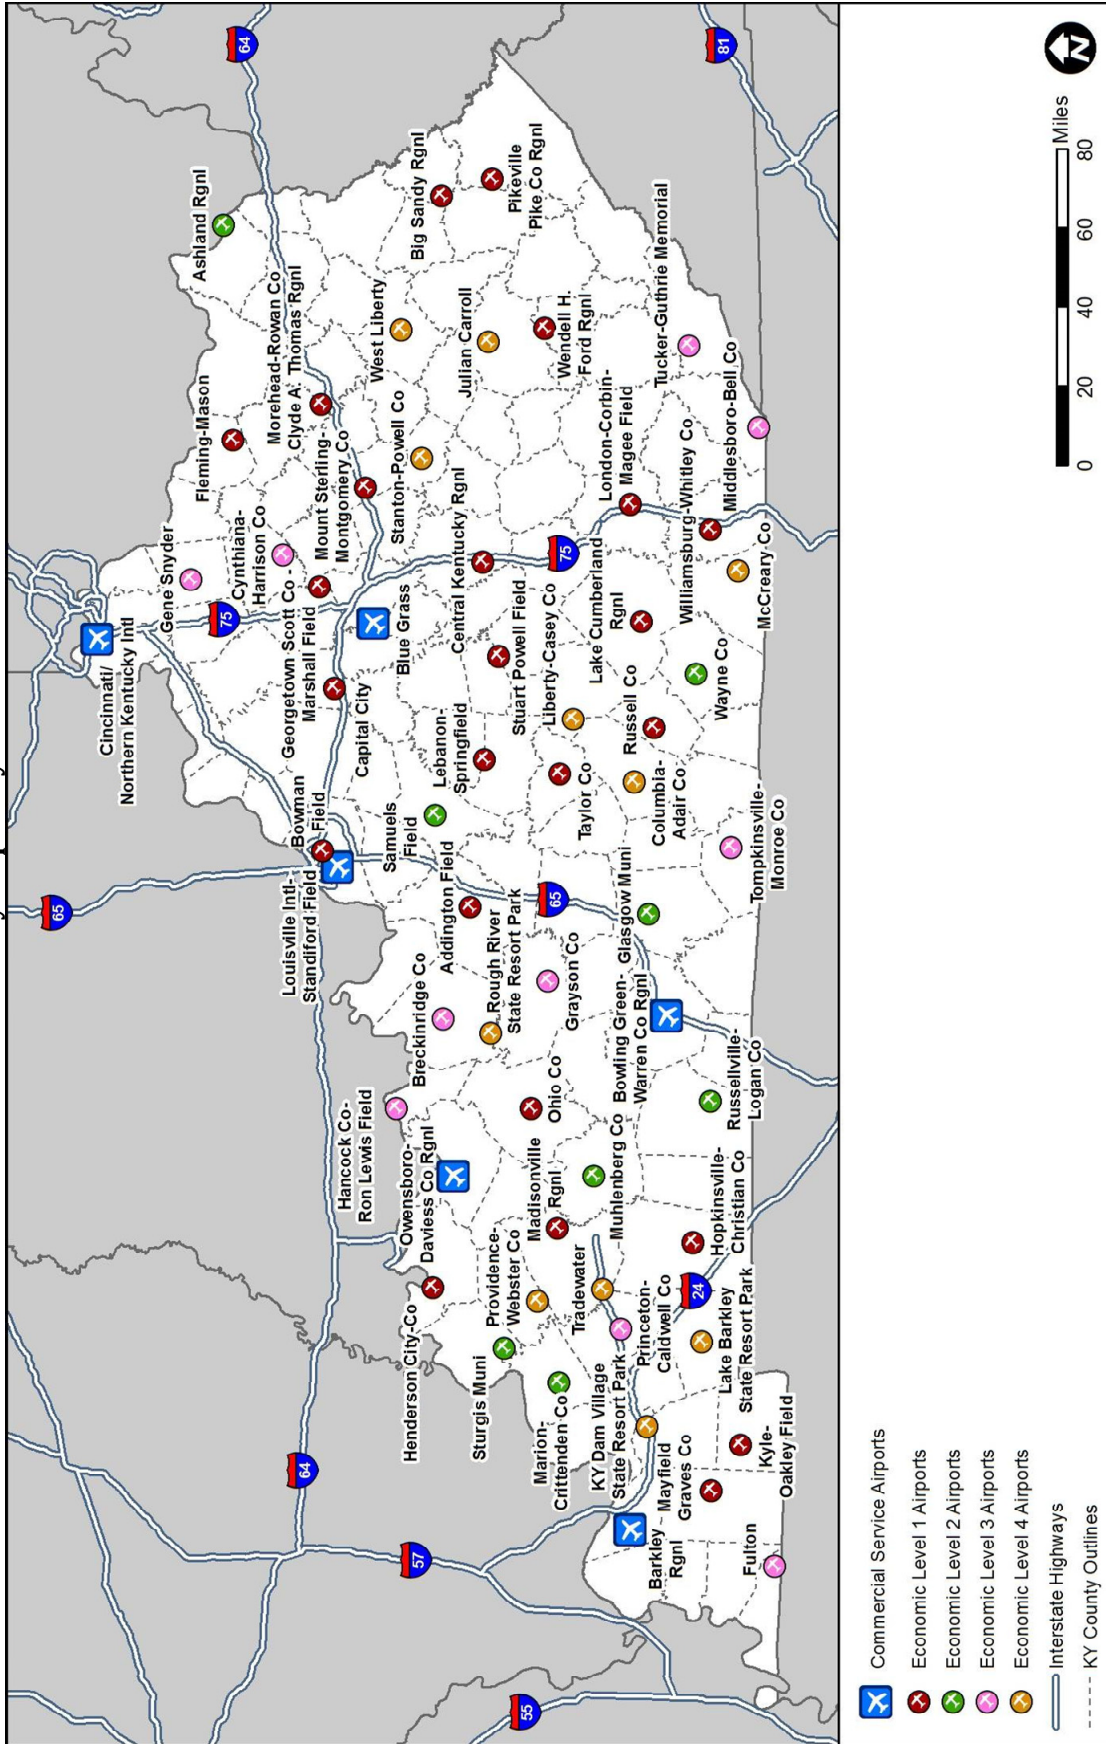 64
81
Ashland Rgnl
Big Sandy Rgnl
Pikeville
Pike Co Rgnl
Morehead-Rowan Co
Clyde A. Thomas Rgnl
West Liberty
Julian Carroll
Wendell H.
Ford Rgnl
Tucker-Guthrie Memorial
Fleming-Mason
Mount Sterling-
Montgomery Co
Stanton-Powell Co
London-Corbin-
Magee Field
Middlesboro-Bell Co
Gene Snyder
Cynthiana-
Harrison Co
75
Georgetown Scott Co -
Marshall Field
Blue Grass
Central Kentucky Rgnl
75
Williamsburg-Whitley Co
McCreary Co
Cincinnati/
Northern Kentucky Intl
Capital City
Stuart Powell Field
Liberty-Casey Co
Lake Cumberland
Rgnl
Wayne Co
Russell Co
Bowman
Field
Louisville Intl-
Standiford Field
Samuels
Field
Lebanon-
Springfield
Taylor Co
Columbia-
Adair Co
Tompkinsville-
Monroe Co
65
65
Addington Field
Glasgow Muni
Rough River
State Resort Park
Grayson Co
Breckinridge Co
Bowling Green-
Warren Co Rgnl
Hancock Co-
Ron Lewis Field
Ohio Co
Russellville-
Logan Co
Owensboro-
Daviess Co Rgnl
Madisonville
Rgnl
Muhlenberg Co
Hopkinsville-
Christian Co
Henderson City-Co
Providence-
Webster Co
Tradewater
Princeton-
Caldwell Co
24
Lake Barkley
State Resort Park
Sturgis Muni
Marion-
Crittenden Co
KY Dam Village
State Resort Park
Mayfield
Graves Co
Kyle-
Oakley Field
Barkley
Rgnl
Fulton
64
57
55
Commercial Service Airports
Economic Level 1 Airports
Economic Level 2 Airports
Economic Level 3 Airports
Economic Level 4 Airports
Interstate Highways
KY County Outlines
N
Miles
0 20 40 60 80